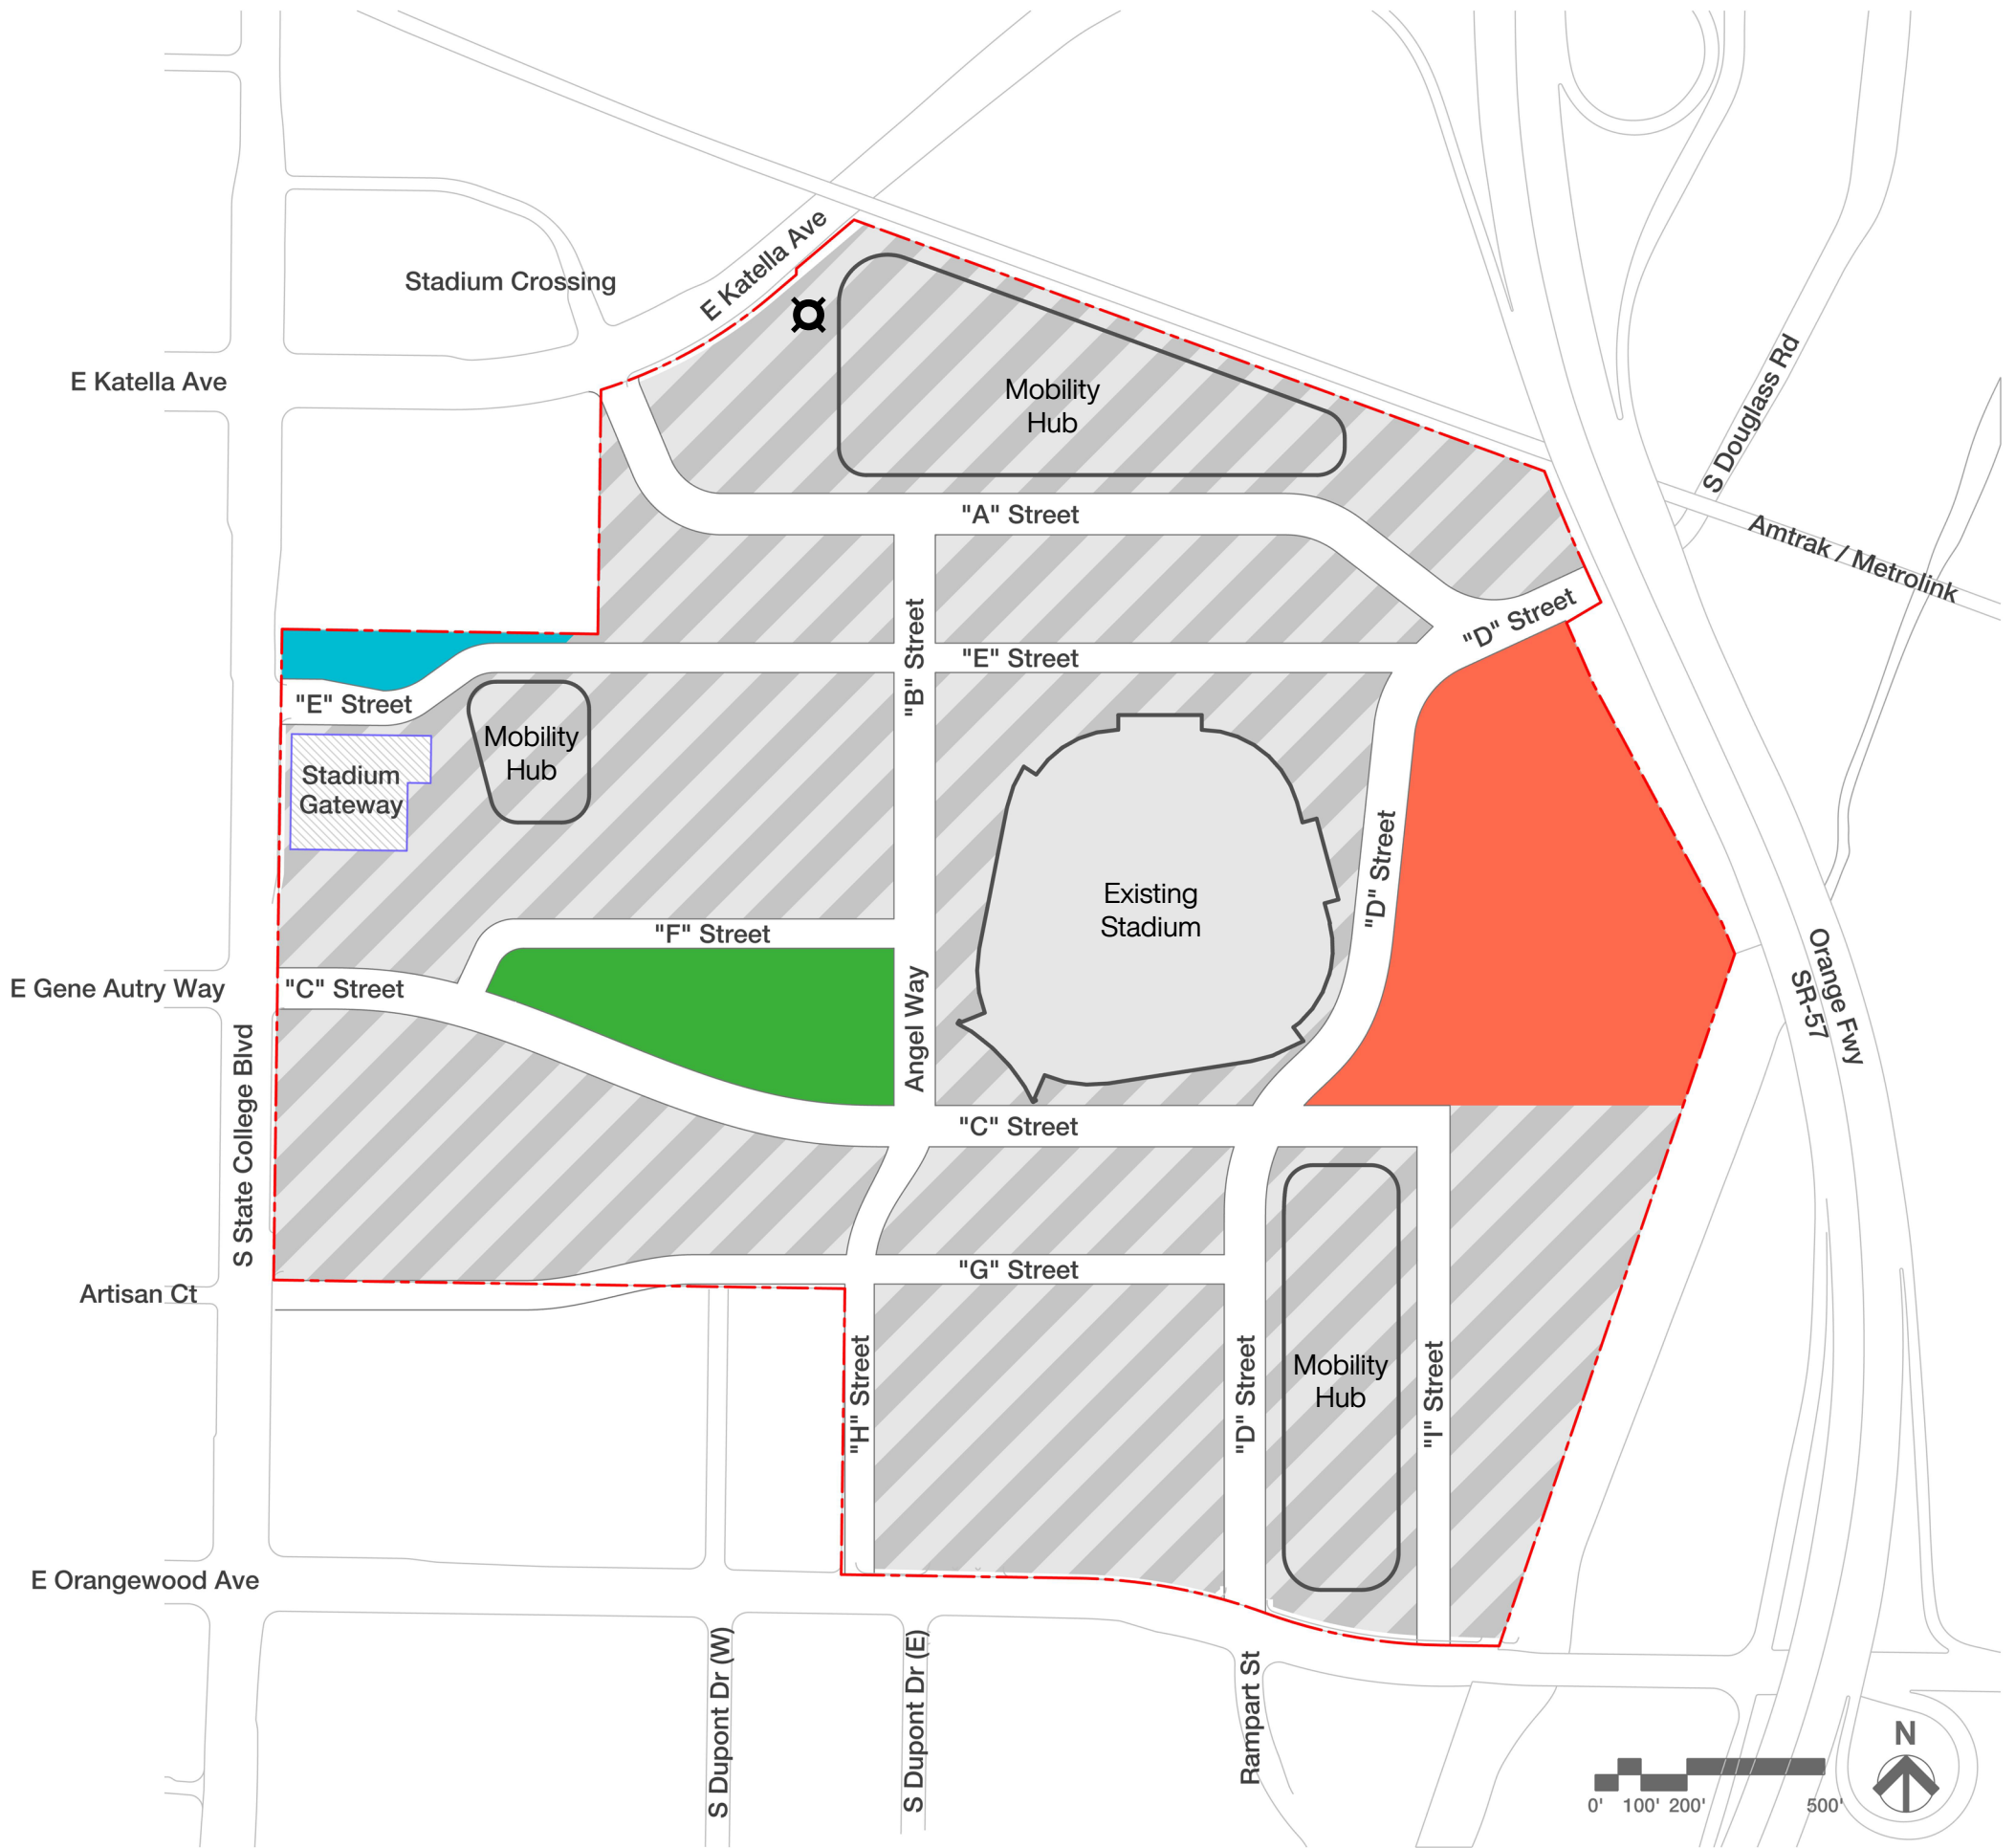 E Katella Ave
Stadium Crossing
E Katella Ave
Mobility
Hub
S Douglass Rd
"A" Street
Amtrak / Metrolink
"D" Street
"B" Street
"E" Street
"E" Street
Mobility
Hub
Stadium
Gateway
"D" Street
Existing
Stadium
"F" Street
E Gene Autry Way
"C" Street
Angel Way
Orange Fwy
SR-57
S State College Blvd
"C" Street
"G" Street
Artisan Ct
"H" Street
"D" Street
Mobility
Hub
"I" Street
E Orangewood Ave
S Dupont Dr (W)
S Dupont Dr (E)
Rampart St
N
0' 100' 200' 500'